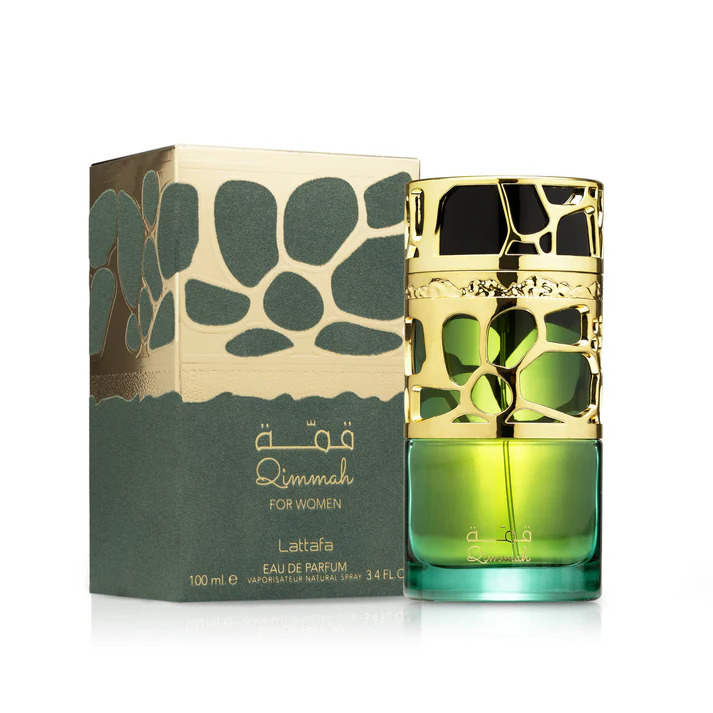 قمّة
Qimmah
FOR WOMEN
Lattafa
EAU DE PARFUM
100 ml. e VAPORISATEUR NATURAL SPRAY 3.4 FL.O
قمّة
Qimmah